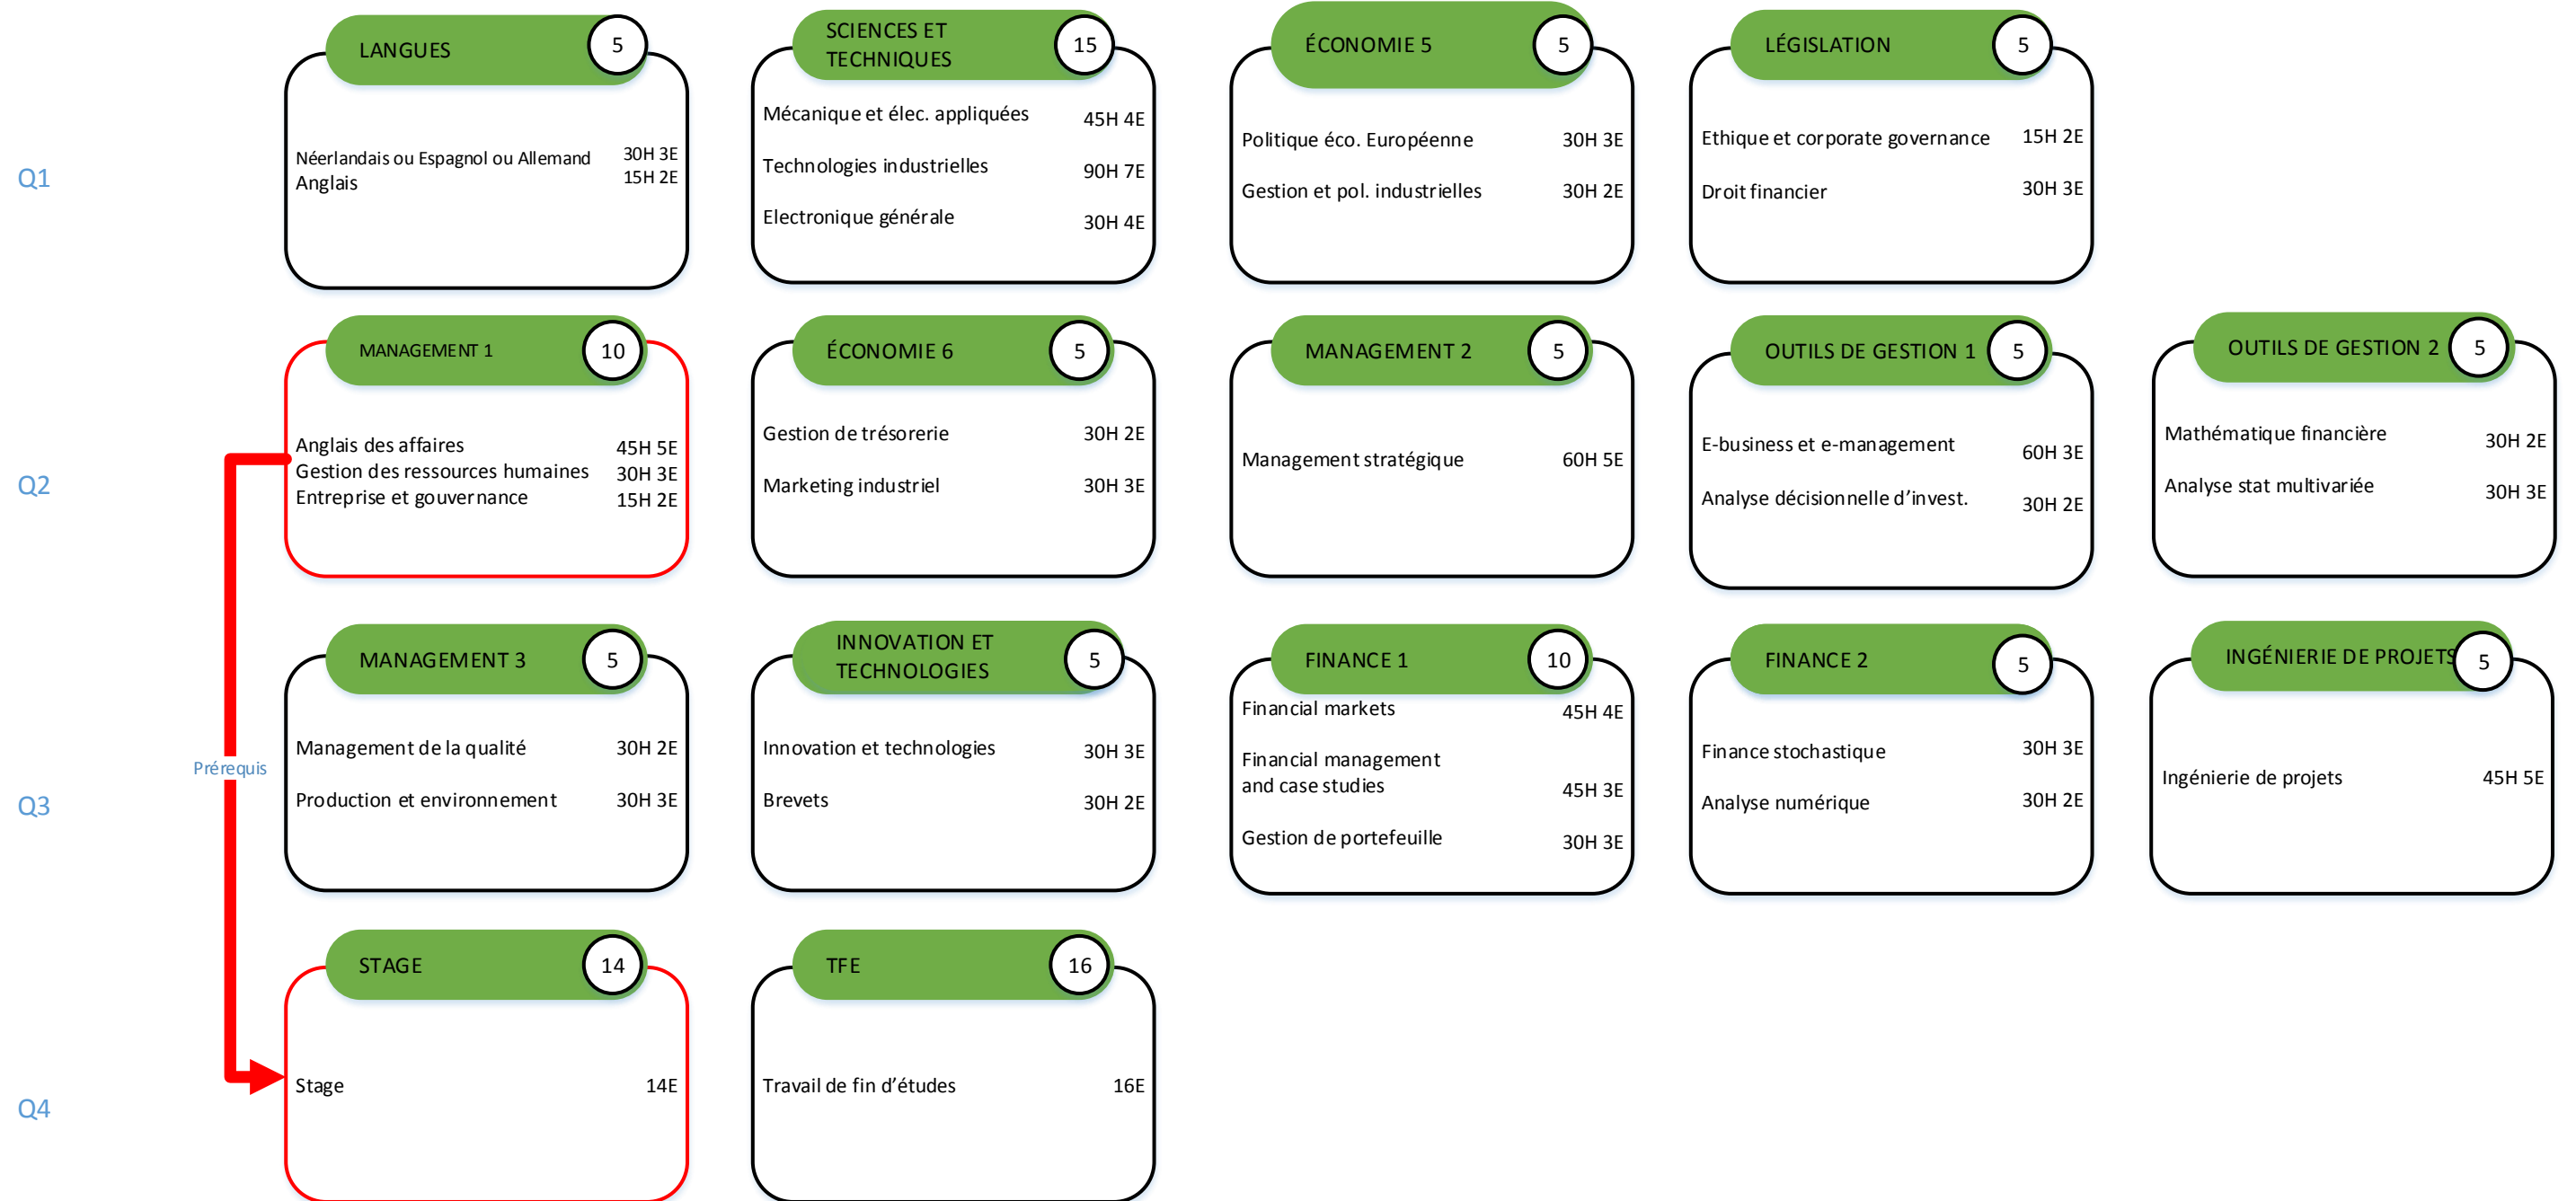 Q1
LANGUES 5
Néerlandais ou Espagnol ou Allemand 30H 3E
Anglais 15H 2E
SCIENCES ET
TECHNIQUES 15
Mécanique et élec. appliquées 45H 4E
Technologies industrielles 90H 7E
Electronique générale 30H 4E
ÉCONOMIE 5 5
Politique éco. Européenne 30H 3E
Gestion et pol. industrielles 30H 2E
LÉGISLATION 5
Ethique et corporate governance 15H 2E
Droit financier 30H 3E
Q2
MANAGEMENT 1 10
Anglais des affaires 45H 5E
Gestion des ressources humaines 30H 3E
Entreprise et gouvernance 15H 2E
ÉCONOMIE 6 5
Gestion de trésorerie 30H 2E
Marketing industriel 30H 3E
MANAGEMENT 2 5
Management stratégique 60H 5E
OUTILS DE GESTION 1 5
E-business et e-management 60H 3E
Analyse décisionnelle d’invest. 30H 2E
OUTILS DE GESTION 2 5
Mathématique financière 30H 2E
Analyse stat multivariée 30H 3E
Prérequis
Q3
MANAGEMENT 3 5
Management de la qualité 30H 2E
Production et environnement 30H 3E
INNOVATION ET
TECHNOLOGIES 5
Innovation et technologies 30H 3E
Brevets 30H 2E
FINANCE 1 10
Financial markets 45H 4E
Financial management
and case studies 45H 3E
Gestion de portefeuille 30H 3E
FINANCE 2 5
Finance stochastique 30H 3E
Analyse numérique 30H 2E
INGÉNIERIE DE PROJETS 5
Ingénierie de projets 45H 5E
Q4
STAGE 14
Stage 14E
TFE 16
Travail de fin d’études 16E